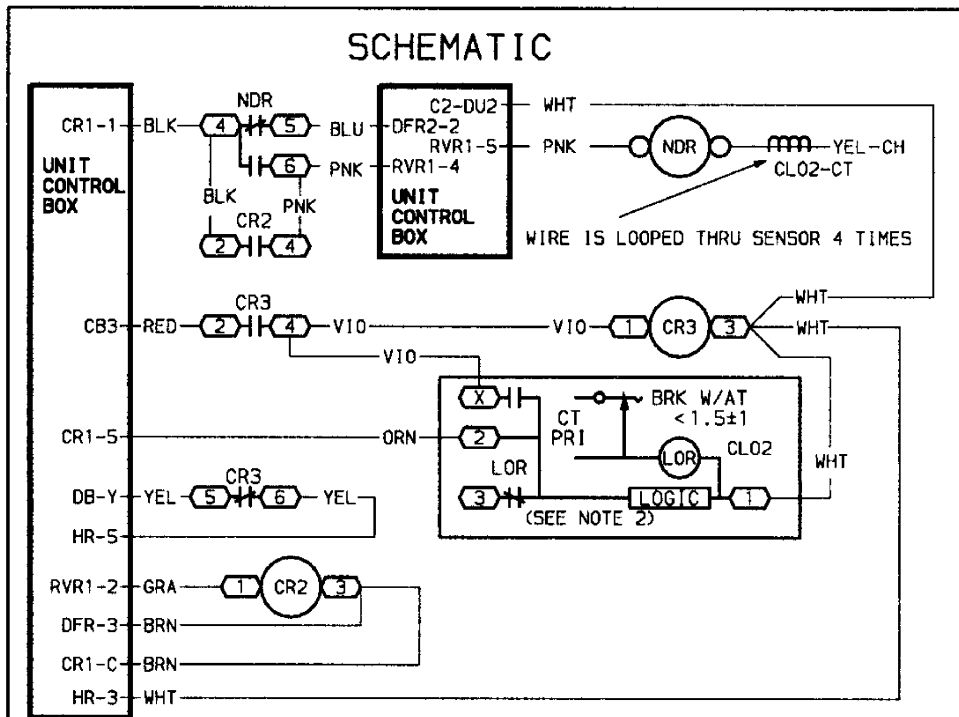 SCHEMATIC
C2-DU2 WHT
NDR
CR1-1 BLK 4 5 BLU DFR2-2
RVR1-5 PNK NDR YEL-CH
CLO2-CT
6 PNK RVR1-4
UNIT
CONTROL
BOX
UNIT
CONTROL
BOX
BLK PNK
CR2
2 4
WIRE IS LOOPED THRU SENSOR 4 TIMES
WHT
CR3
CB3 RED 2 4 VIO VIO 1 CR3 3 WHT
VIO
X CT
PRI
BRK W/AT
<1.5±1
CR1-5 ORN 2
LOR CLO2
WHT
LOR
CR3
DB-Y YEL 5 6 YEL
3 LOGIC 1
(SEE NOTE 2)
HR-5
RVR1-2 GRA 1 CR2 3
DFR-3 BRN
CR1-C BRN
HR-3 WHT